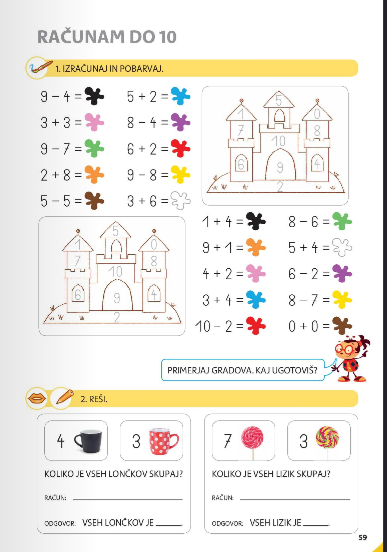 RAČUNAM DO 10
1. IZRAČUNAJ IN POBARVAJ.
9 − 4 =
3 + 3 =
9 − 7 =
2 + 8 =
5 − 5 =
5 + 2 =
8 − 4 =
6 + 2 =
9 − 8 =
3 + 6 =
5
1 0
7 8
10
6 9 4
2
5
1 0
7 8
10
6 9 4
2
1 + 4 =
9 + 1 =
4 + 2 =
3 + 4 =
10 − 2 =
8 − 6 =
5 + 4 =
6 − 2 =
8 − 7 =
0 + 0 =
PRIMERJAJ GRADOVA. KAJ UGOTOVIŠ?
2. REŠI.
4 3
KOLIKO JE VSEH LONČKOV SKUPAJ?
RAČUN:
ODGOVOR: VSEH LONČKOV JE ______.
7 3
KOLIKO JE VSEH LIZIK SKUPAJ?
RAČUN:
ODGOVOR: VSEH LIZIK JE ______.
59